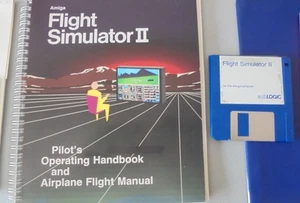 Amiga
Flight
Simulator II
Pilot's
Operating Handbook
and
Airplane Flight Manual
Flight Simulator II
subLOGIC